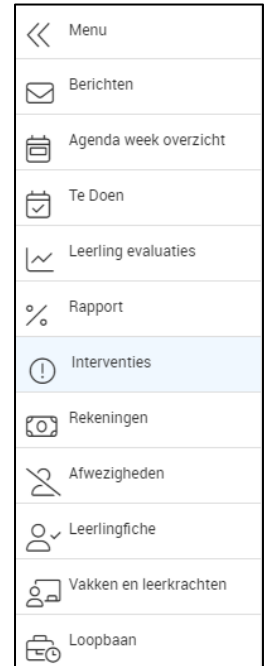 Menu
Berichten
Agenda week overzicht
Te Doen
Leerling evaluaties
Rapport
Interventies
Rekeningen
Afwezigheden
Leerlingfiche
Vakken en leerkrachten
Loopbaan